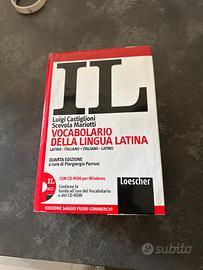 IL
Luigi Castiglioni
Scevola Mariotti
VOCABOLARIO
DELLA LINGUA LATINA
LATINO - ITALIANO • ITALIANO - LATINO
QUARTA EDIZIONE
a cura di Piergiorgio Parroni
CON CD-ROM per Windows
Contiene la
Guida all'uso del Vocabolario
e del CD-ROM
IL
Loescher
EDIZIONE SAGGIO FUORI COMMERCIO
subito